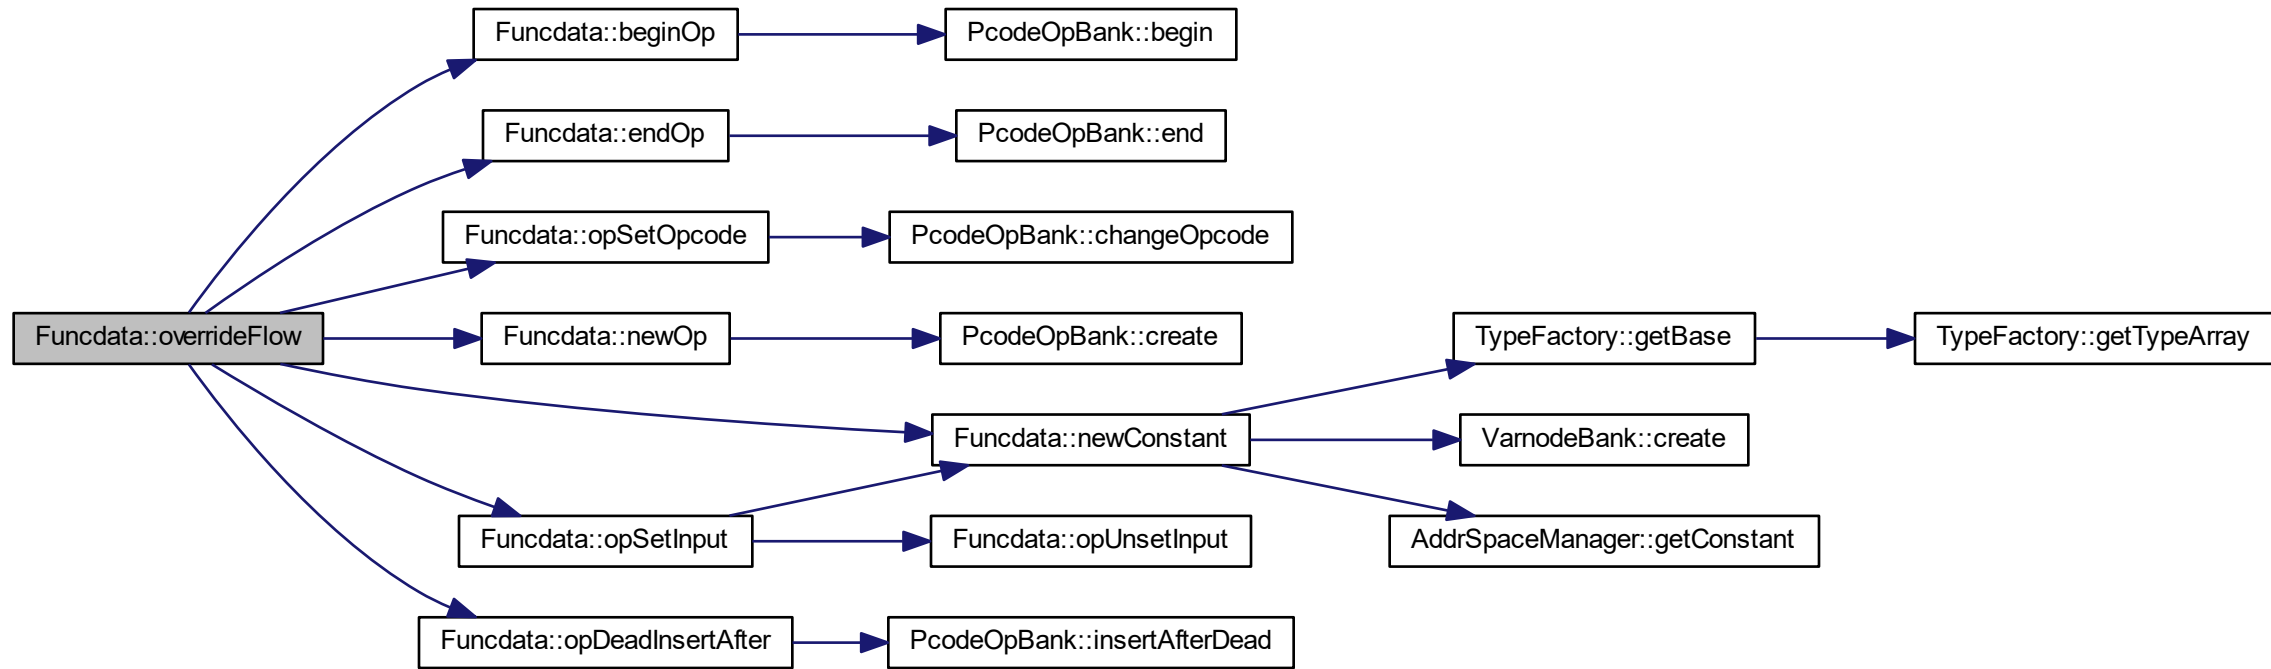 Funcdata::beginOp
PcodeOpBank::begin
Funcdata::endOp
PcodeOpBank::end
Funcdata::opSetOpcode
PcodeOpBank::changeOpcode
Funcdata::overrideFlow
Funcdata::newOp
PcodeOpBank::create
TypeFactory::getBase
TypeFactory::getTypeArray
Funcdata::newConstant
VarnodeBank::create
Funcdata::opSetInput
Funcdata::opUnsetInput
AddrSpaceManager::getConstant
Funcdata::opDeadInsertAfter
PcodeOpBank::insertAfterDead